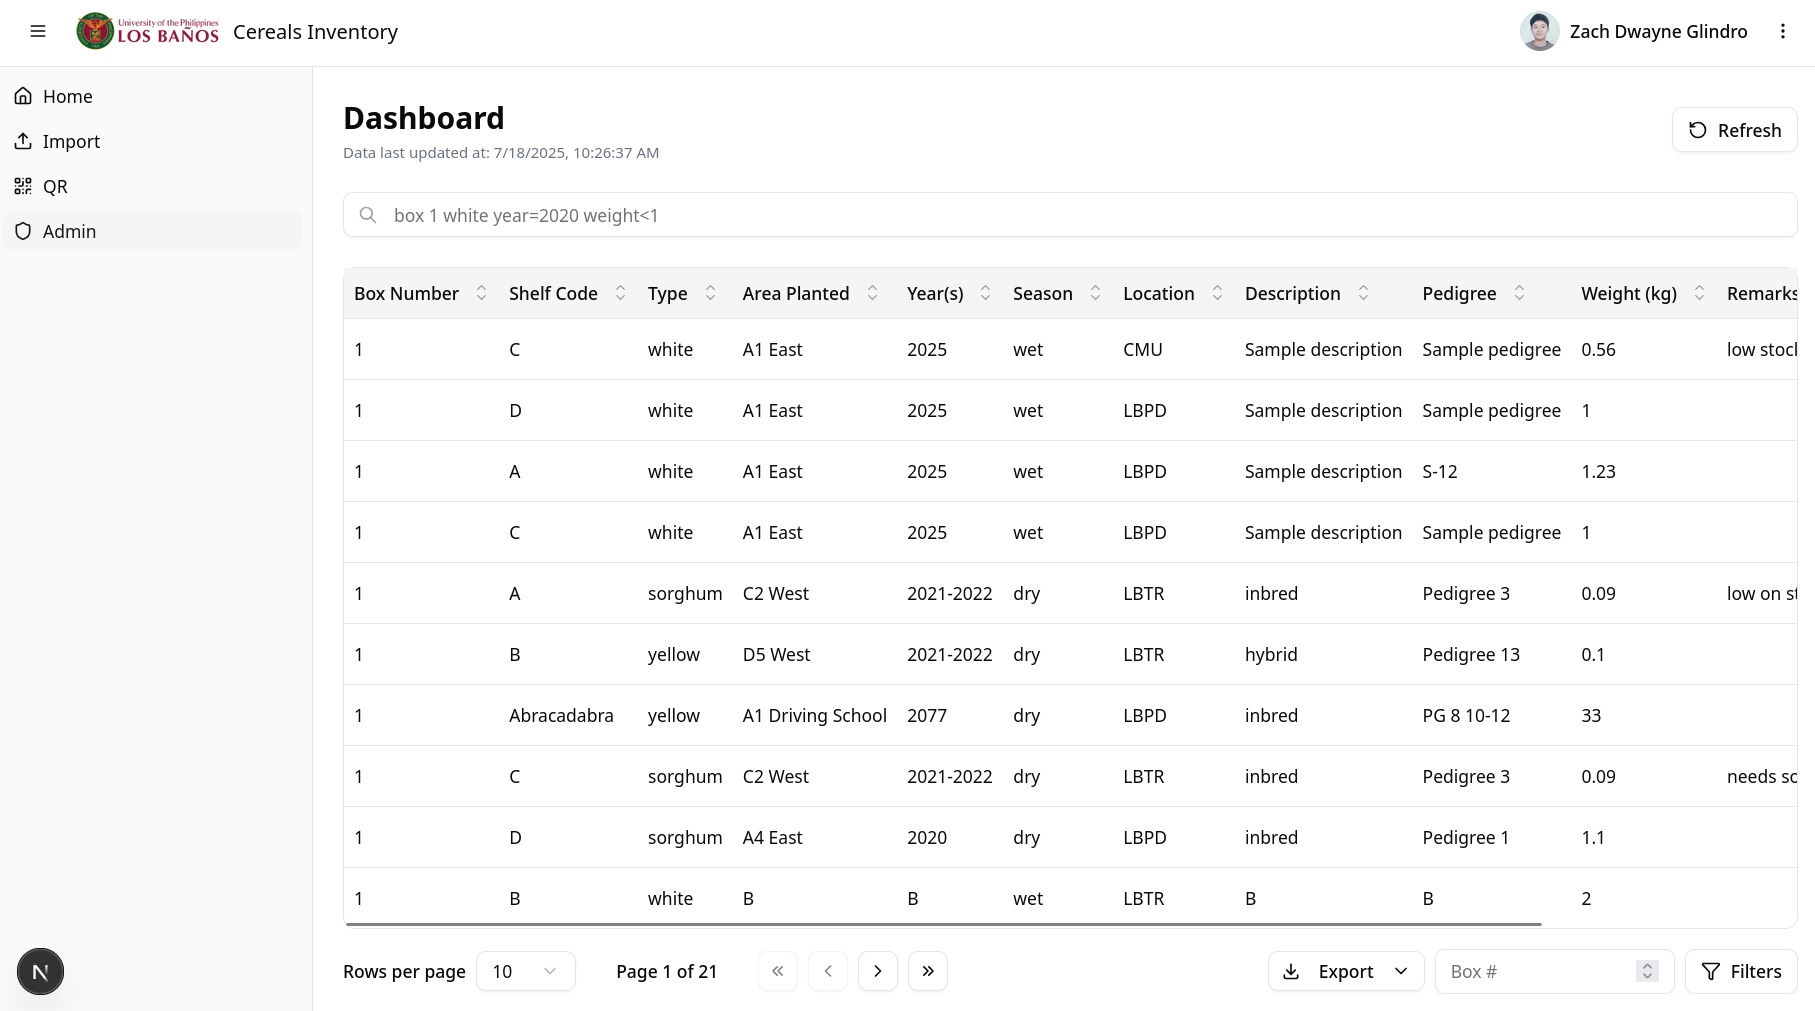 University of the Philippines
LOS BAÑOS
Cereals Inventory
Zach Dwayne Glindro
Home
Import
QR
Admin
Dashboard
Data last updated at: 7/18/2025, 10:26:37 AM
Refresh
box 1 white year=2020 weight<1
Box Number Shelf Code Type Area Planted Year(s) Season Location Description Pedigree Weight (kg) Remarks
1 C white A1 East 2025 wet CMU Sample description Sample pedigree 0.56 low stock
1 D white A1 East 2025 wet LBPD Sample description Sample pedigree 1
1 A white A1 East 2025 wet LBPD Sample description S-12 1.23
1 C white A1 East 2025 wet LBPD Sample description Sample pedigree 1
1 A sorghum C2 West 2021-2022 dry LBTR inbred Pedigree 3 0.09 low on st
1 B yellow D5 West 2021-2022 dry LBTR hybrid Pedigree 13 0.1
1 Abracadabra yellow A1 Driving School 2077 dry LBPD inbred PG 8 10-12 33
1 C sorghum C2 West 2021-2022 dry LBTR inbred Pedigree 3 0.09 needs so
1 D sorghum A4 East 2020 dry LBPD inbred Pedigree 1 1.1
1 B white B B wet LBTR B B 2
Rows per page 10 Page 1 of 21 Export Box # Filters
N